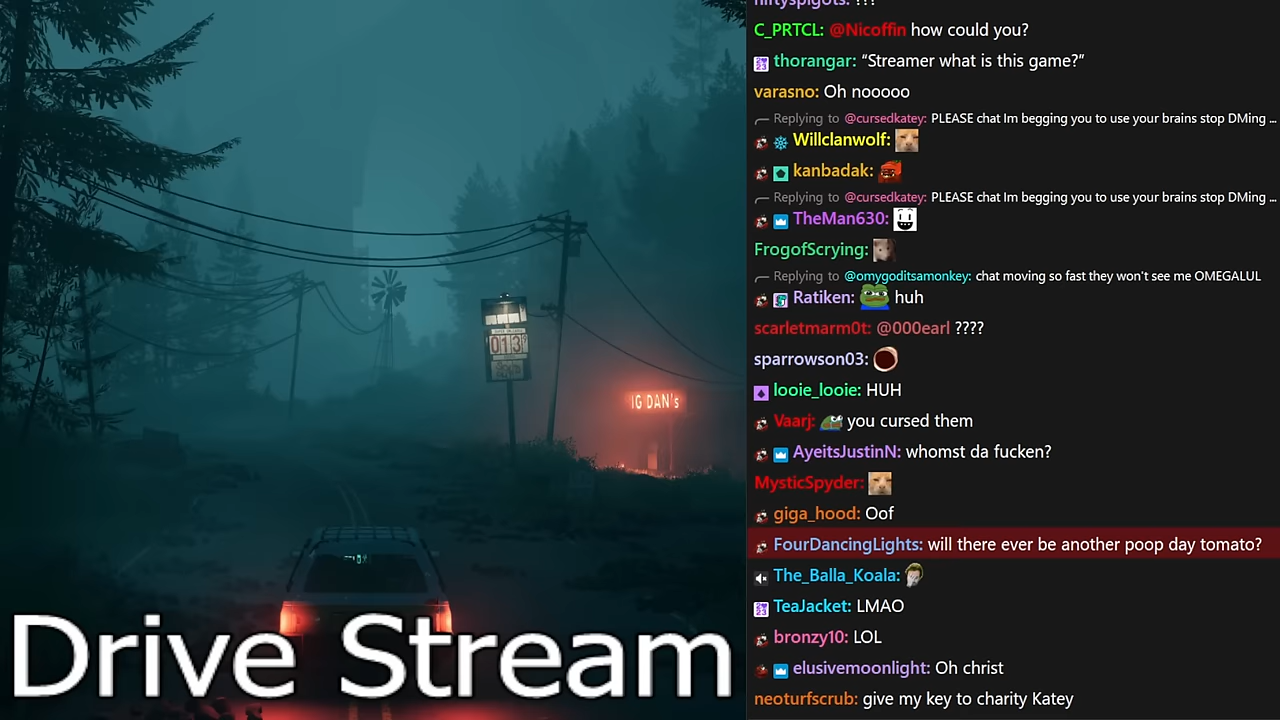 013
IG DAN's
Drive Stream
niftyspigots: ???
C_PRTCL: @Nicoffin how could you?
thorangar: “Streamer what is this game?”
varasno: Oh nooooo
Replying to @cursedkatey: PLEASE chat Im begging you to use your brains stop DMing ...
Willclanwolf:
kanbadak:
Replying to @cursedkatey: PLEASE chat Im begging you to use your brains stop DMing ...
TheMan630:
FrogofScrying:
Replying to @omygoditsamonkey: chat moving so fast they won't see me OMEGALUL
Ratiken: huh
scarletmarm0t: @000earl ????
sparrowson03:
looie_looie: HUH
Vaarj: you cursed them
AyeitsJustinN: whomst da fucken?
MysticSpyder:
giga_hood: Oof
FourDancingLights: will there ever be another poop day tomato?
The_Balla_Koala:
TeaJacket: LMAO
bronzy10: LOL
elusivemoonlight: Oh christ
neoturfscrub: give my key to charity Katey